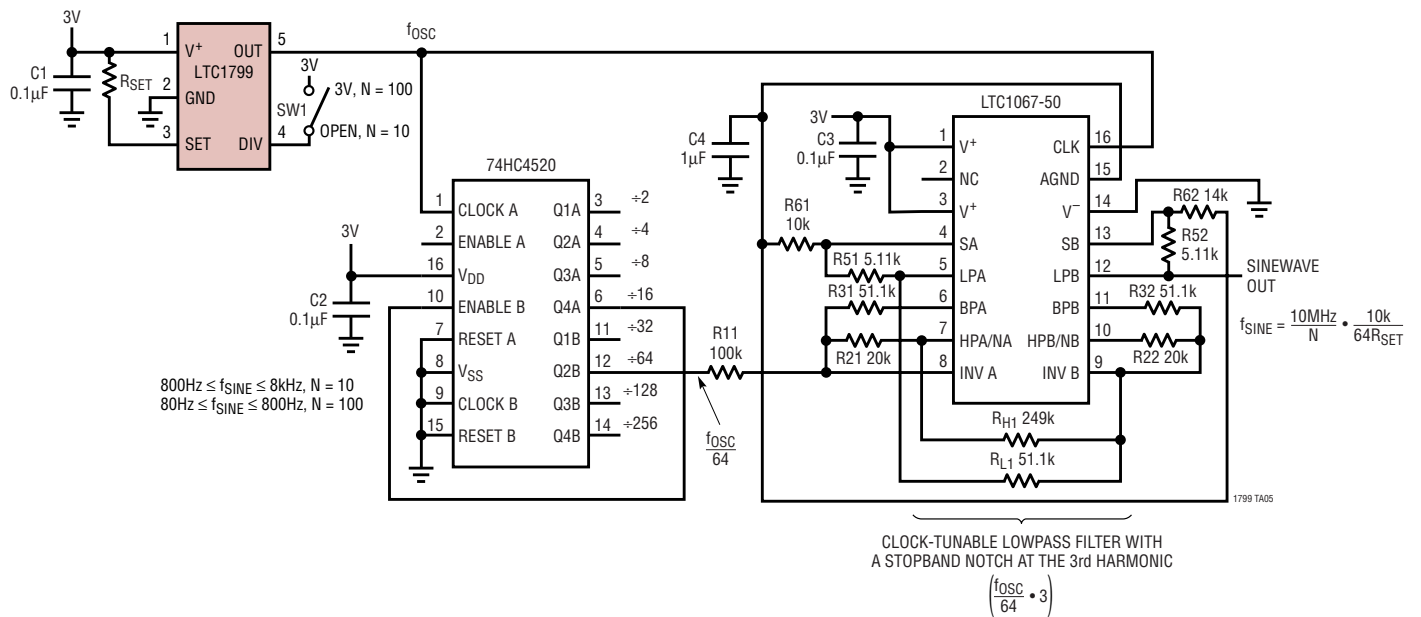 3V
C1
0.1µF
RSET
1
V+
OUT
5
LTC1799
2
GND
3
SET
DIV
4
fOSC
3V
3V, N = 100
SW1
OPEN, N = 10
74HC4520
1
CLOCK A
Q1A
3
÷2
2
ENABLE A
Q2A
4
÷4
16
VDD
Q3A
5
÷8
10
ENABLE B
Q4A
6
÷16
7
RESET A
Q1B
11
÷32
8
VSS
Q2B
12
÷64
9
CLOCK B
Q3B
13
÷128
15
RESET B
Q4B
14
÷256
3V
C2
0.1µF
800Hz ≤ fSINE ≤ 8kHz, N = 10
80Hz ≤ fSINE ≤ 800Hz, N = 100
R11
100k
fOSC
64
C4
1µF
3V
C3
0.1µF
R61
10k
R51 5.11k
R31 51.1k
R21 20k
LTC1067-50
1
V+
CLK
16
2
NC
AGND
15
3
V+
V−
14
4
SA
SB
13
5
LPA
LPB
12
6
BPA
BPB
11
7
HPA/NA
HPB/NB
10
8
INV A
INV B
9
R62 14k
R52
5.11k
R32 51.1k
R22 20k
RH1 249k
RL1 51.1k
SINEWAVE
OUT
fSINE = 10MHz/N • 10k/64RSET
1799 TA05
CLOCK-TUNABLE LOWPASS FILTER WITH
A STOPBAND NOTCH AT THE 3rd HARMONIC
(fOSC/64 • 3)